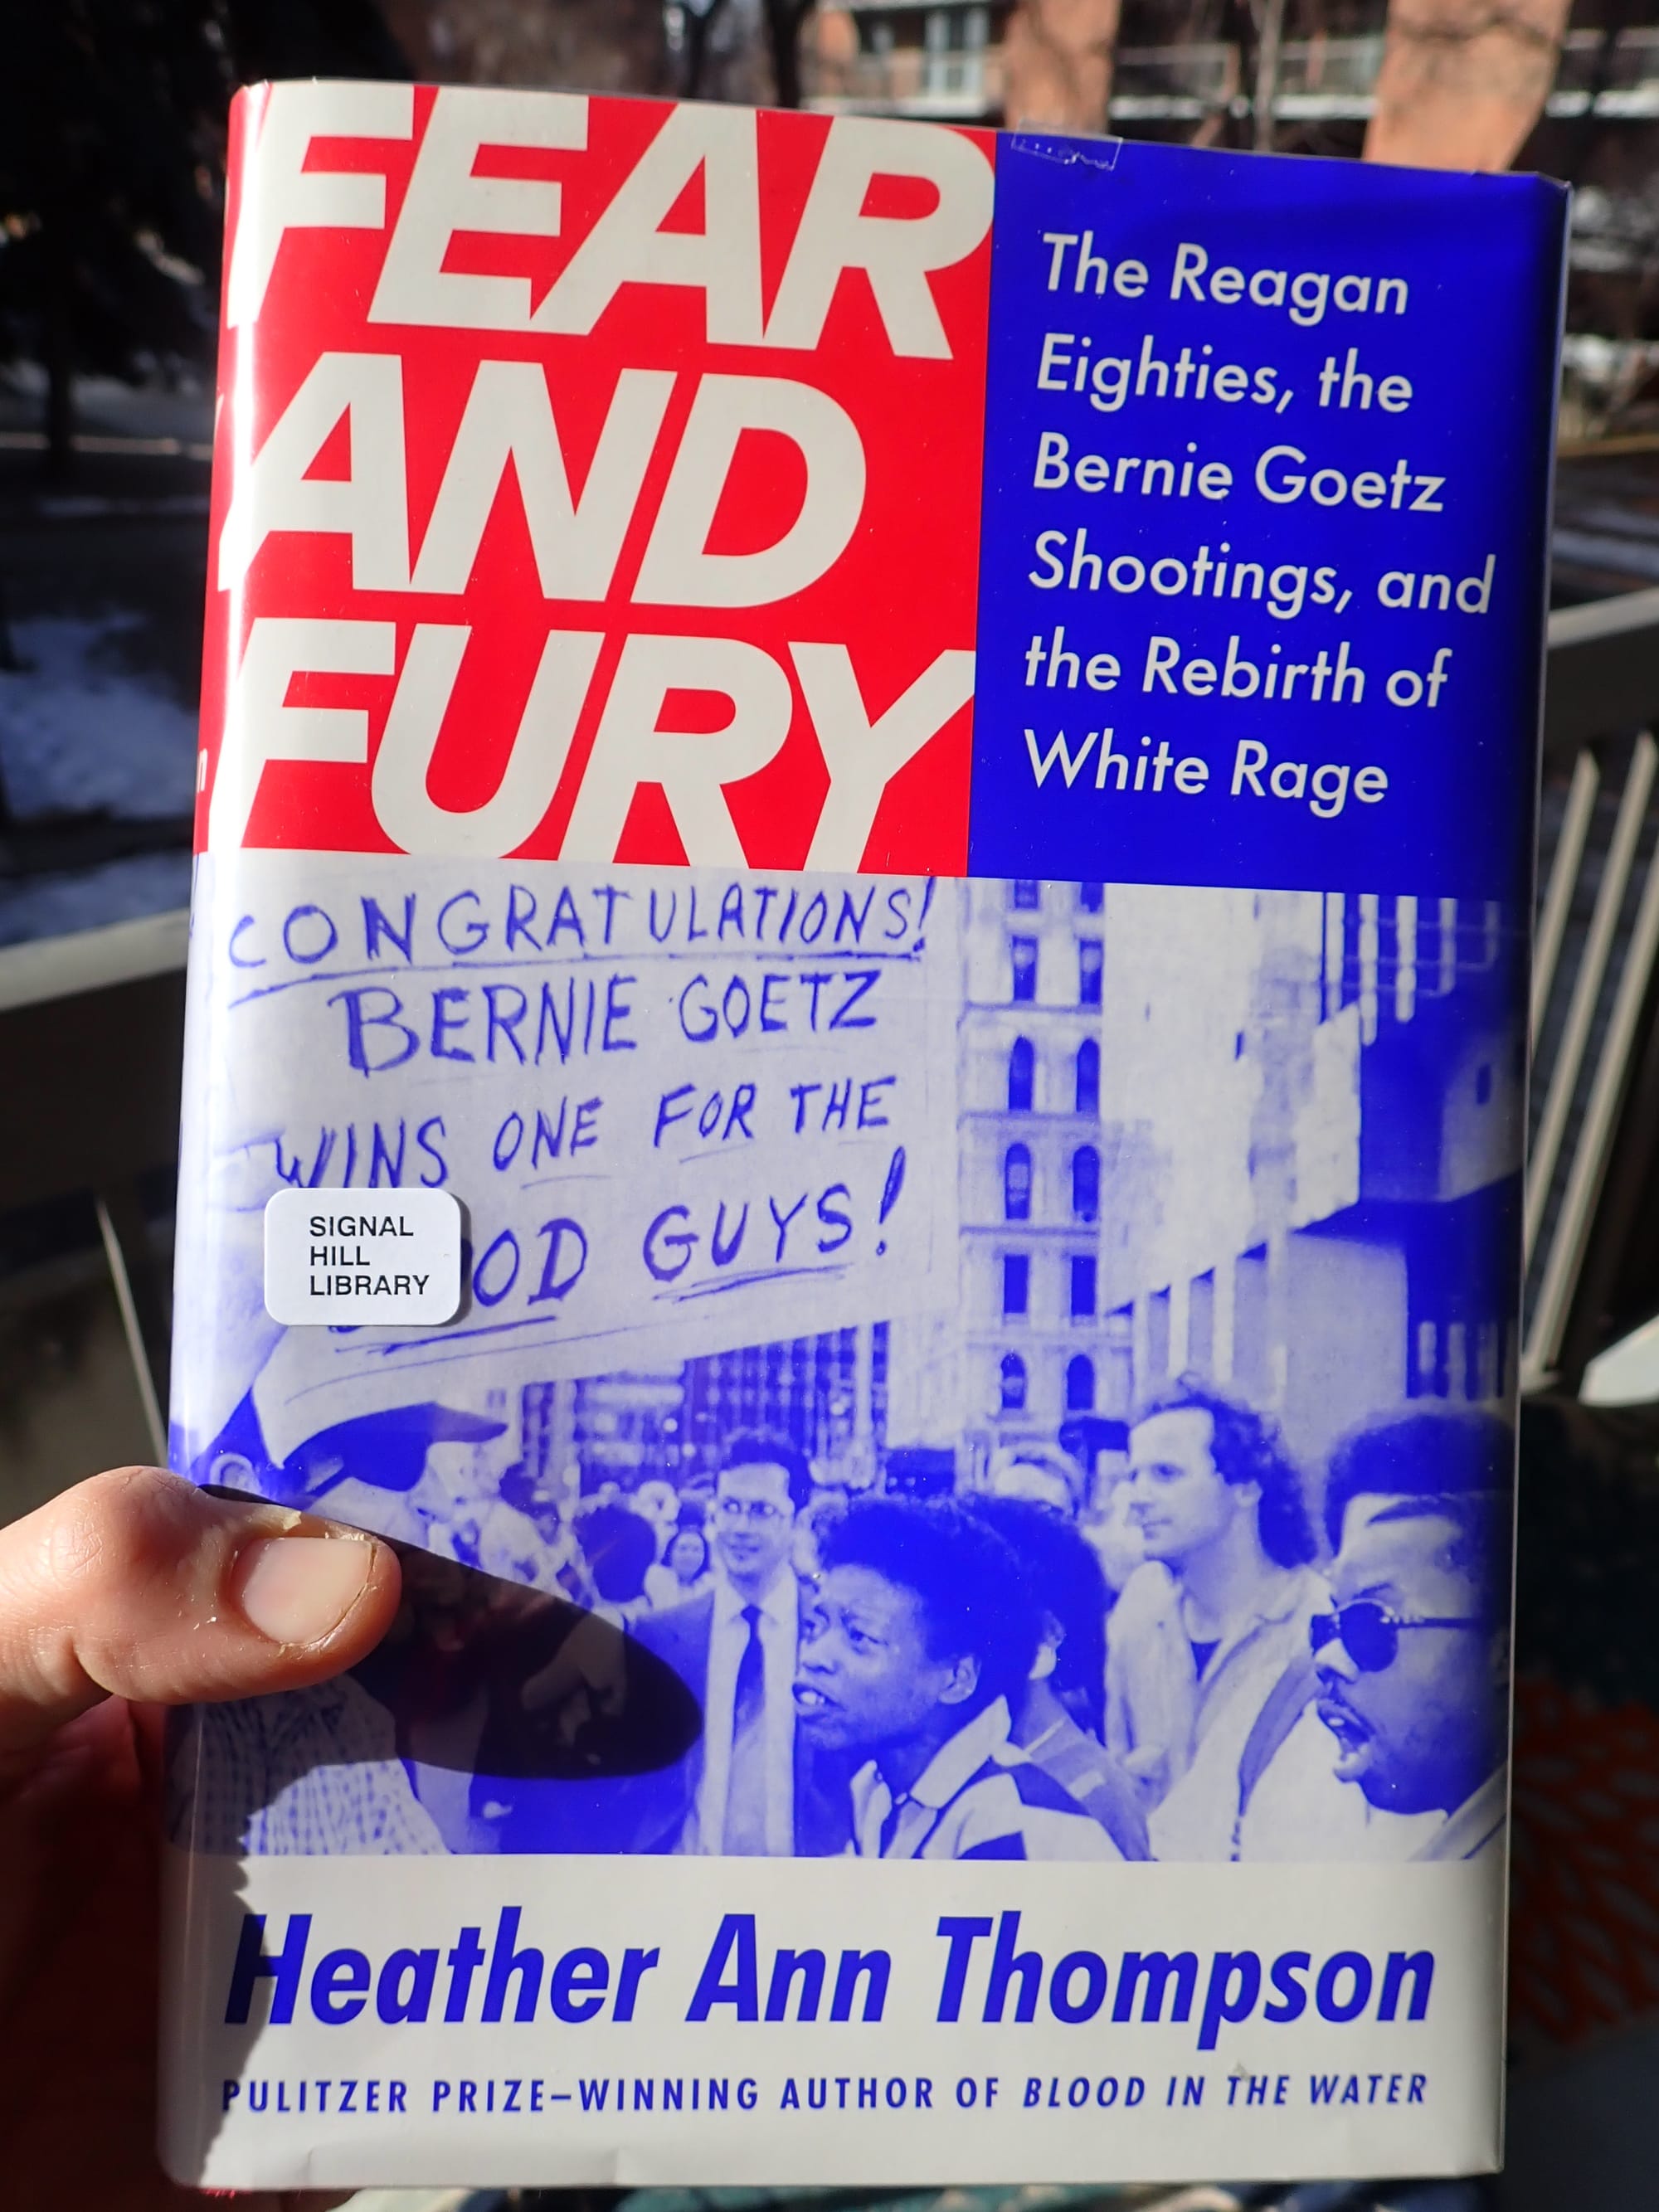 FEAR
AND
FURY
The Reagan
Eighties, the
Bernie Goetz
Shootings, and
the Rebirth of
White Rage
CONGRATULATIONS!
BERNIE GOETZ
WINS ONE FOR THE
OD GUYS!
SIGNAL
HILL
LIBRARY
Heather Ann Thompson
PULITZER PRIZE–WINNING AUTHOR OF BLOOD IN THE WATER